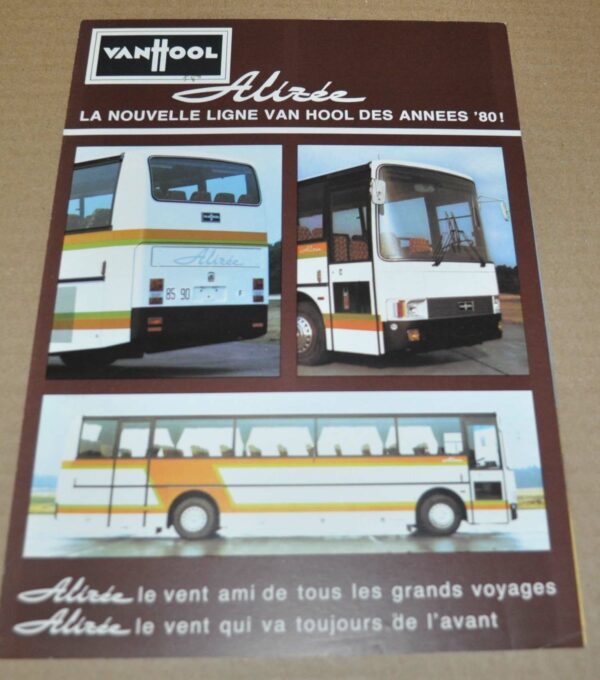 VANHOOL
Alizée
LA NOUVELLE LIGNE VAN HOOL DES ANNEES '80!
Alizée
85 90 F
Alizée
Alizée le vent ami de tous les grands voyages
Alizée le vent qui va toujours de l'avant